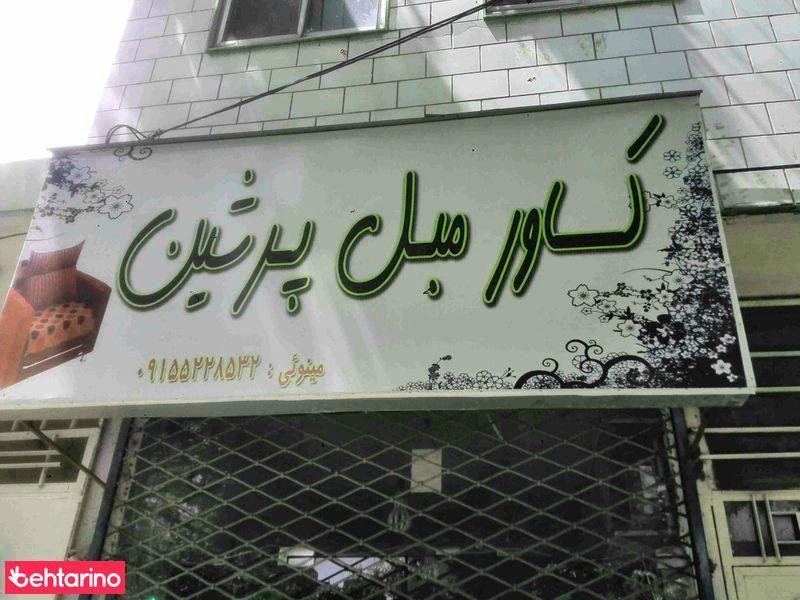 کاور مبل پرشین
مینوئی : ۰۹۱۵۵۲۲۸۵۳۲
behtarino